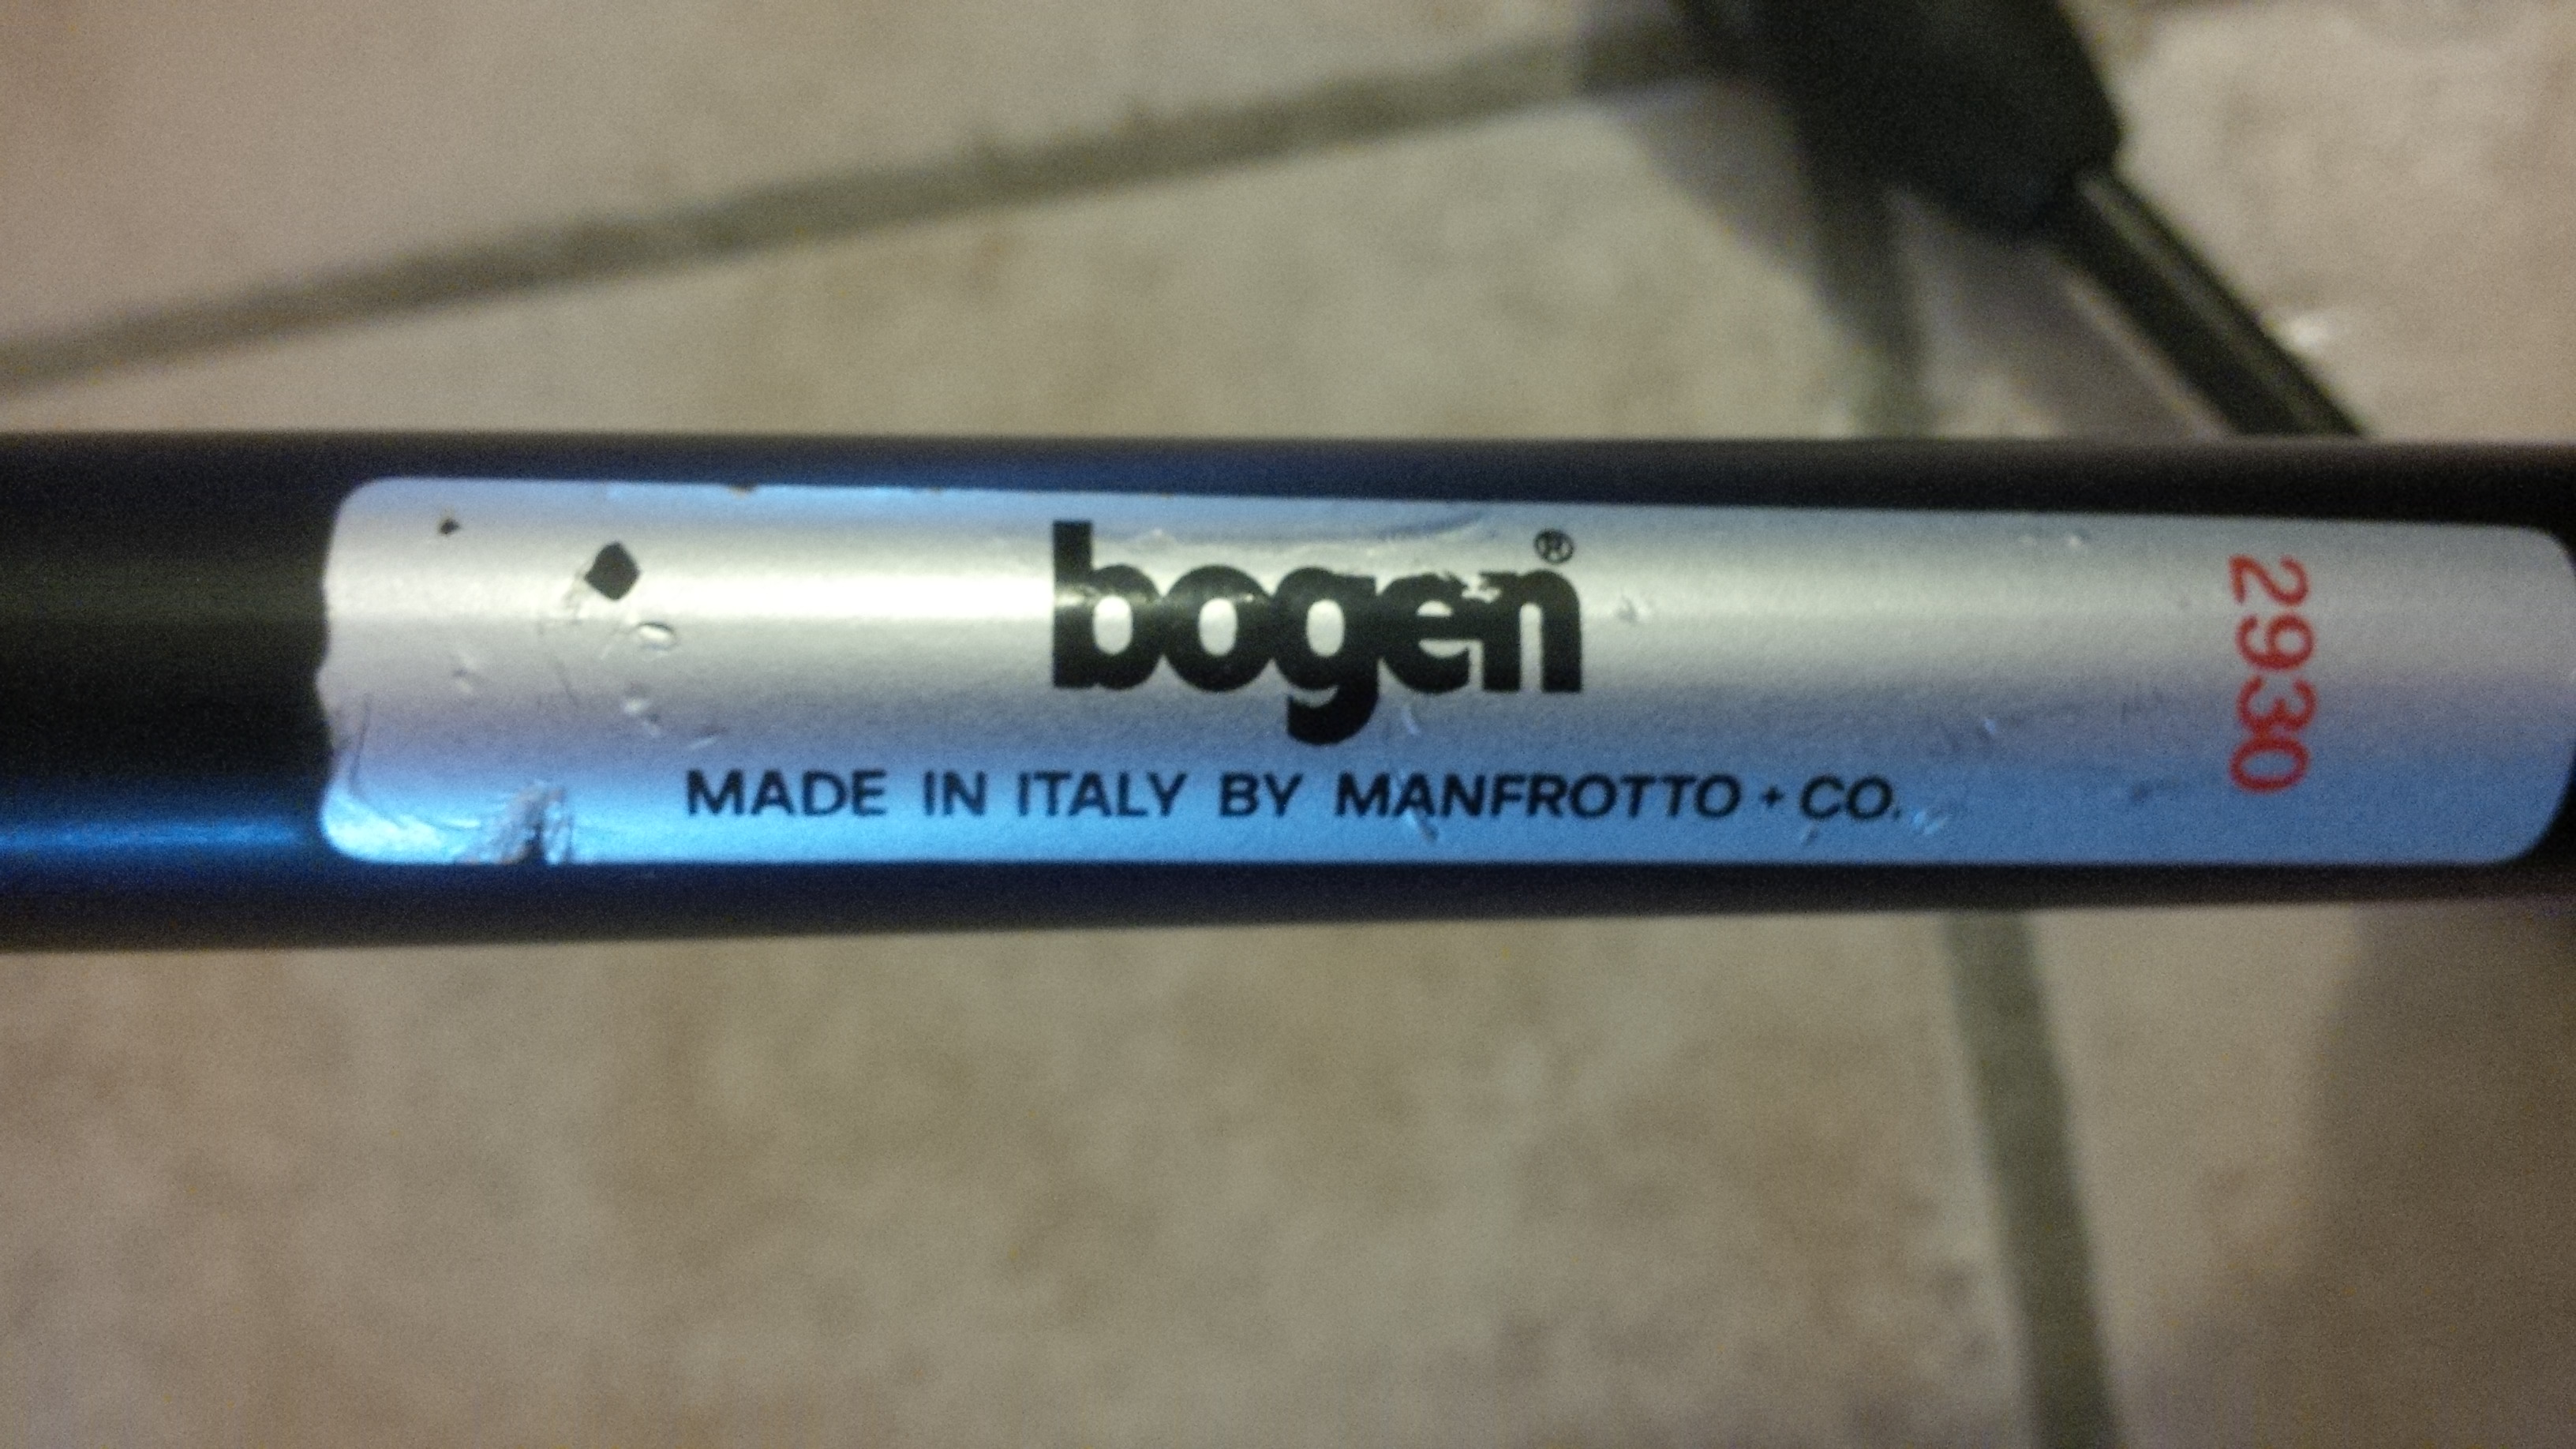 bogen®
MADE IN ITALY BY MANFROTTO + CO.
2930